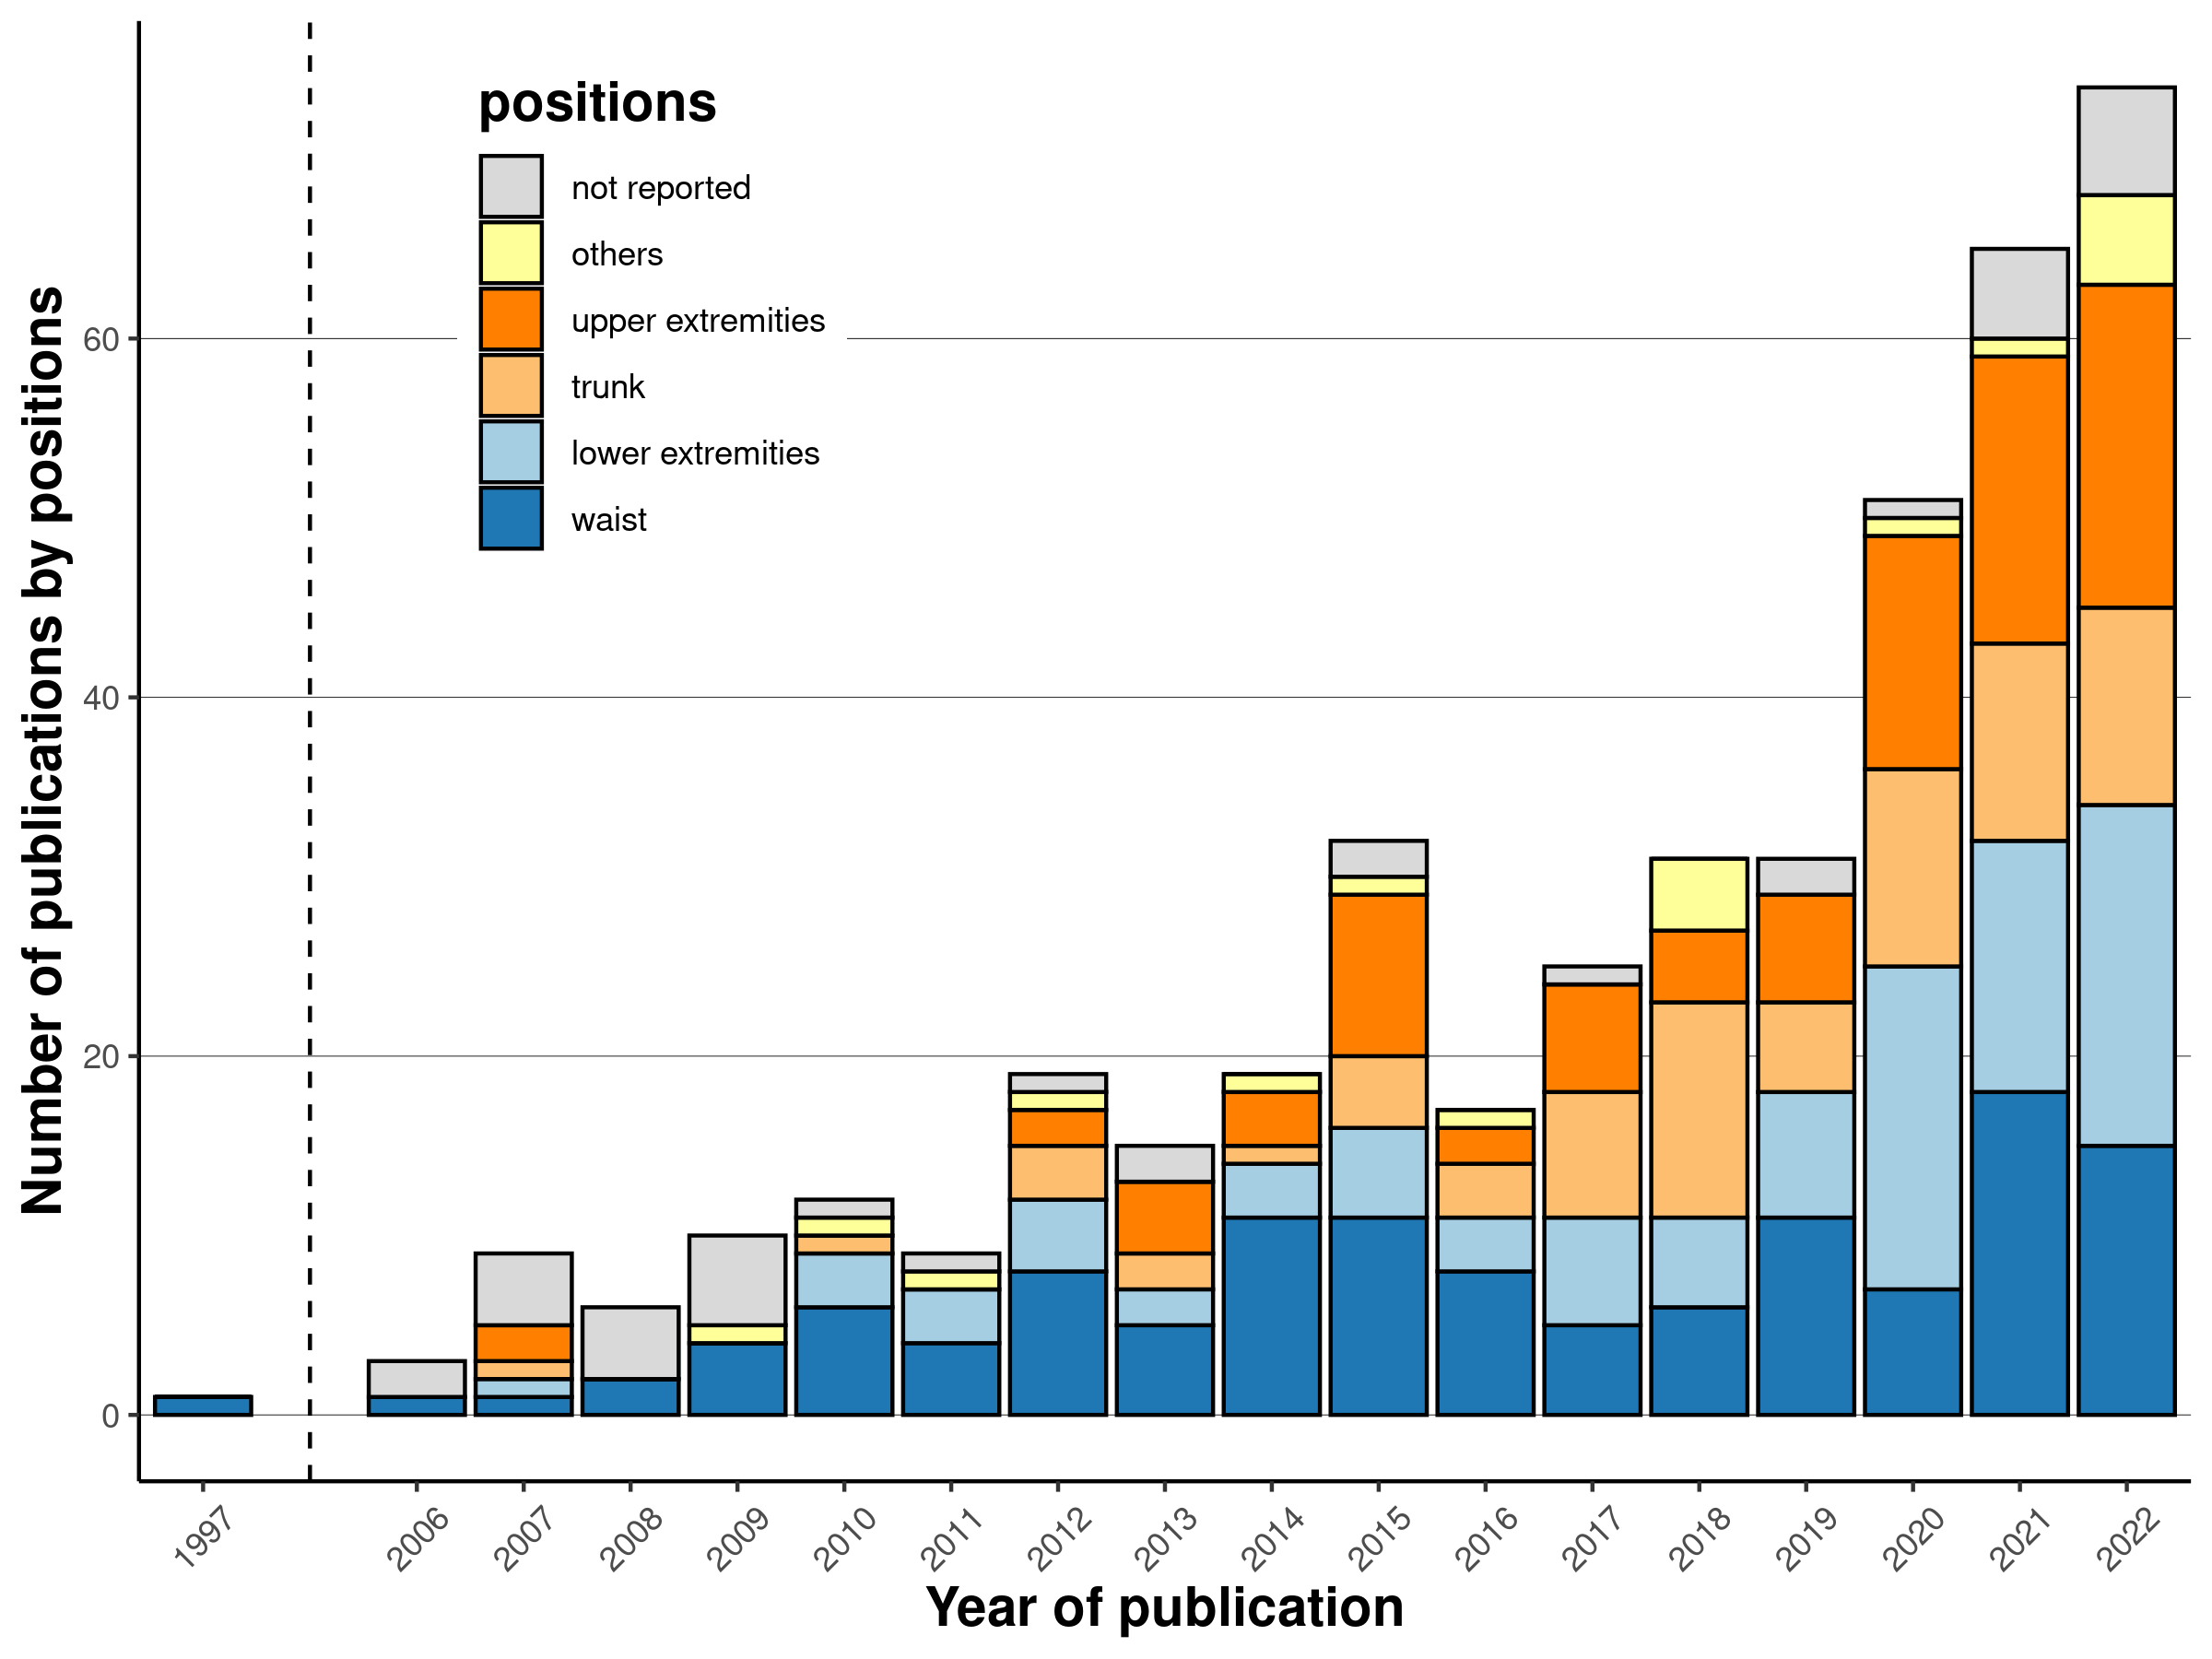 positions
not reported
others
upper extremities
trunk
lower extremities
waist
Number of publications by positions
60
40
20
0
1997
2006
2007
2008
2009
2010
2011
2012
2013
2014
2015
2016
2017
2018
2019
2020
2021
2022
Year of publication